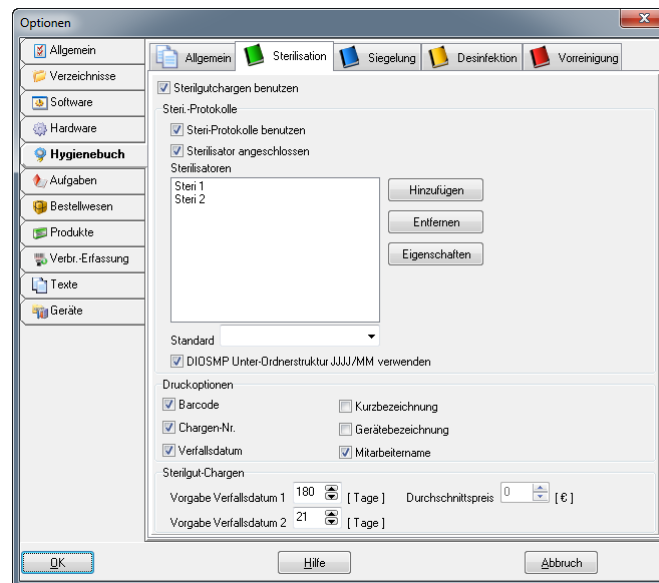 Optionen
Allgemein
Verzeichnisse
Software
Hardware
Hygienebuch
Aufgaben
Bestellwesen
Produkte
Verbr.-Erfassung
Texte
Geräte
Allgemein Sterilisation Siegelung Desinfektion Vorreinigung
Sterilgutchargen benutzen
Steri.-Protokolle
Steri-Protokolle benutzen
Sterilisator angeschlossen
Sterilisatoren
Steri 1
Steri 2
Hinzufügen
Entfernen
Eigenschaften
Standard
DIOSMP Unter-Ordnerstruktur JJJJ/MM verwenden
Druckoptionen
Barcode Kurzbezeichnung
Chargen-Nr. Gerätebezeichnung
Verfallsdatum Mitarbeitername
Sterilgut-Chargen
Vorgabe Verfallsdatum 1 180 [ Tage ] Durchschnittspreis 0 [ € ]
Vorgabe Verfallsdatum 2 21 [ Tage ]
OK Hilfe Abbruch